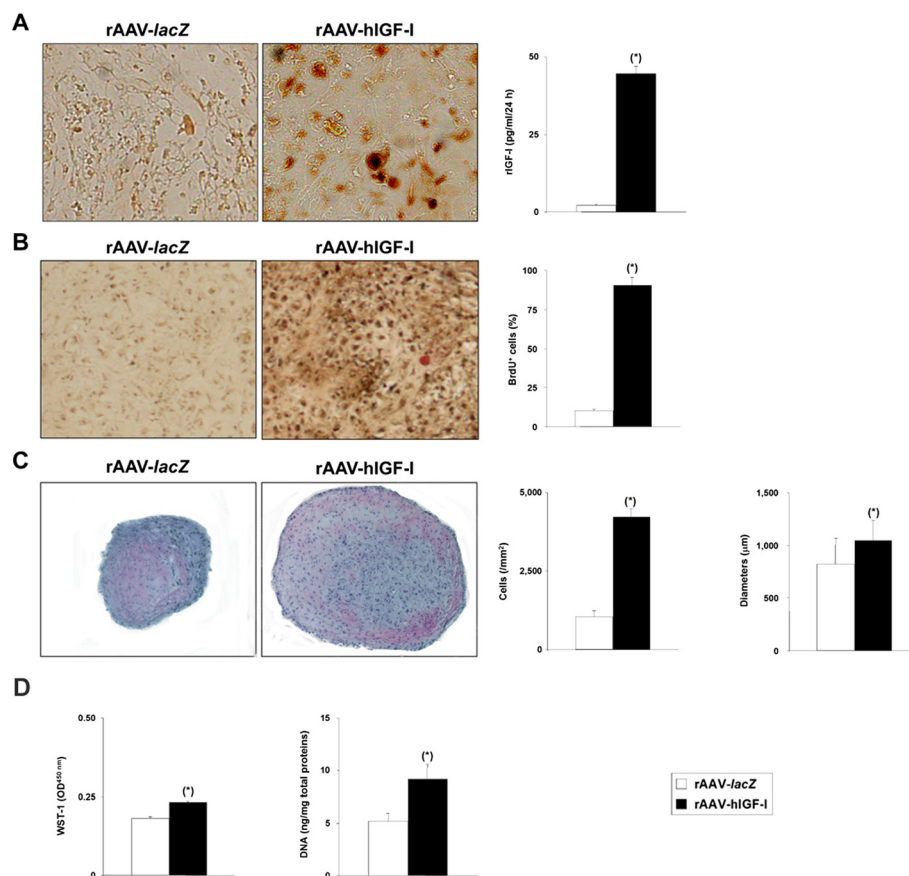 A
rAAV-lacZ
rAAV-hIGF-I
rIGF-I (pg/ml/24 h)
50
25
0
(*)
B
rAAV-lacZ
rAAV-hIGF-I
BrdU⁺ cells (%)
100
75
50
25
0
(*)
C
rAAV-lacZ
rAAV-hIGF-I
Cells (/mm²)
5,000
2,500
0
(*)
Diameters (µm)
1,500
1,000
500
0
(*)
D
WST-1 (OD⁴⁵⁰ ⁿᵐ)
0.50
0.25
0
(*)
DNA (ng/mg total proteins)
15
10
5
0
(*)
rAAV-lacZ
rAAV-hIGF-I